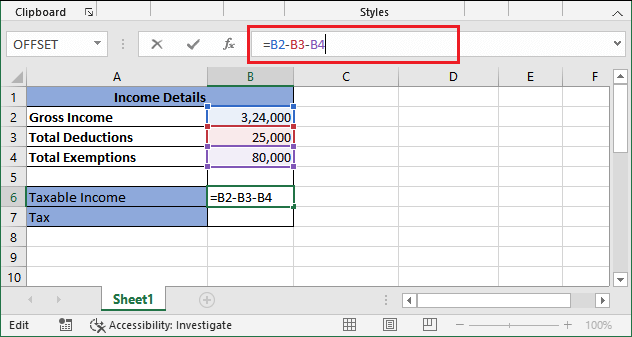 Clipboard Styles
OFFSET fx =B2-B3-B4
A B C D E F
1 Income Details
2 Gross Income 3,24,000
3 Total Deductions 25,000
4 Total Exemptions 80,000
5
6 Taxable Income =B2-B3-B4
7 Tax
8
9
10
Sheet1
Edit Accessibility: Investigate 100%